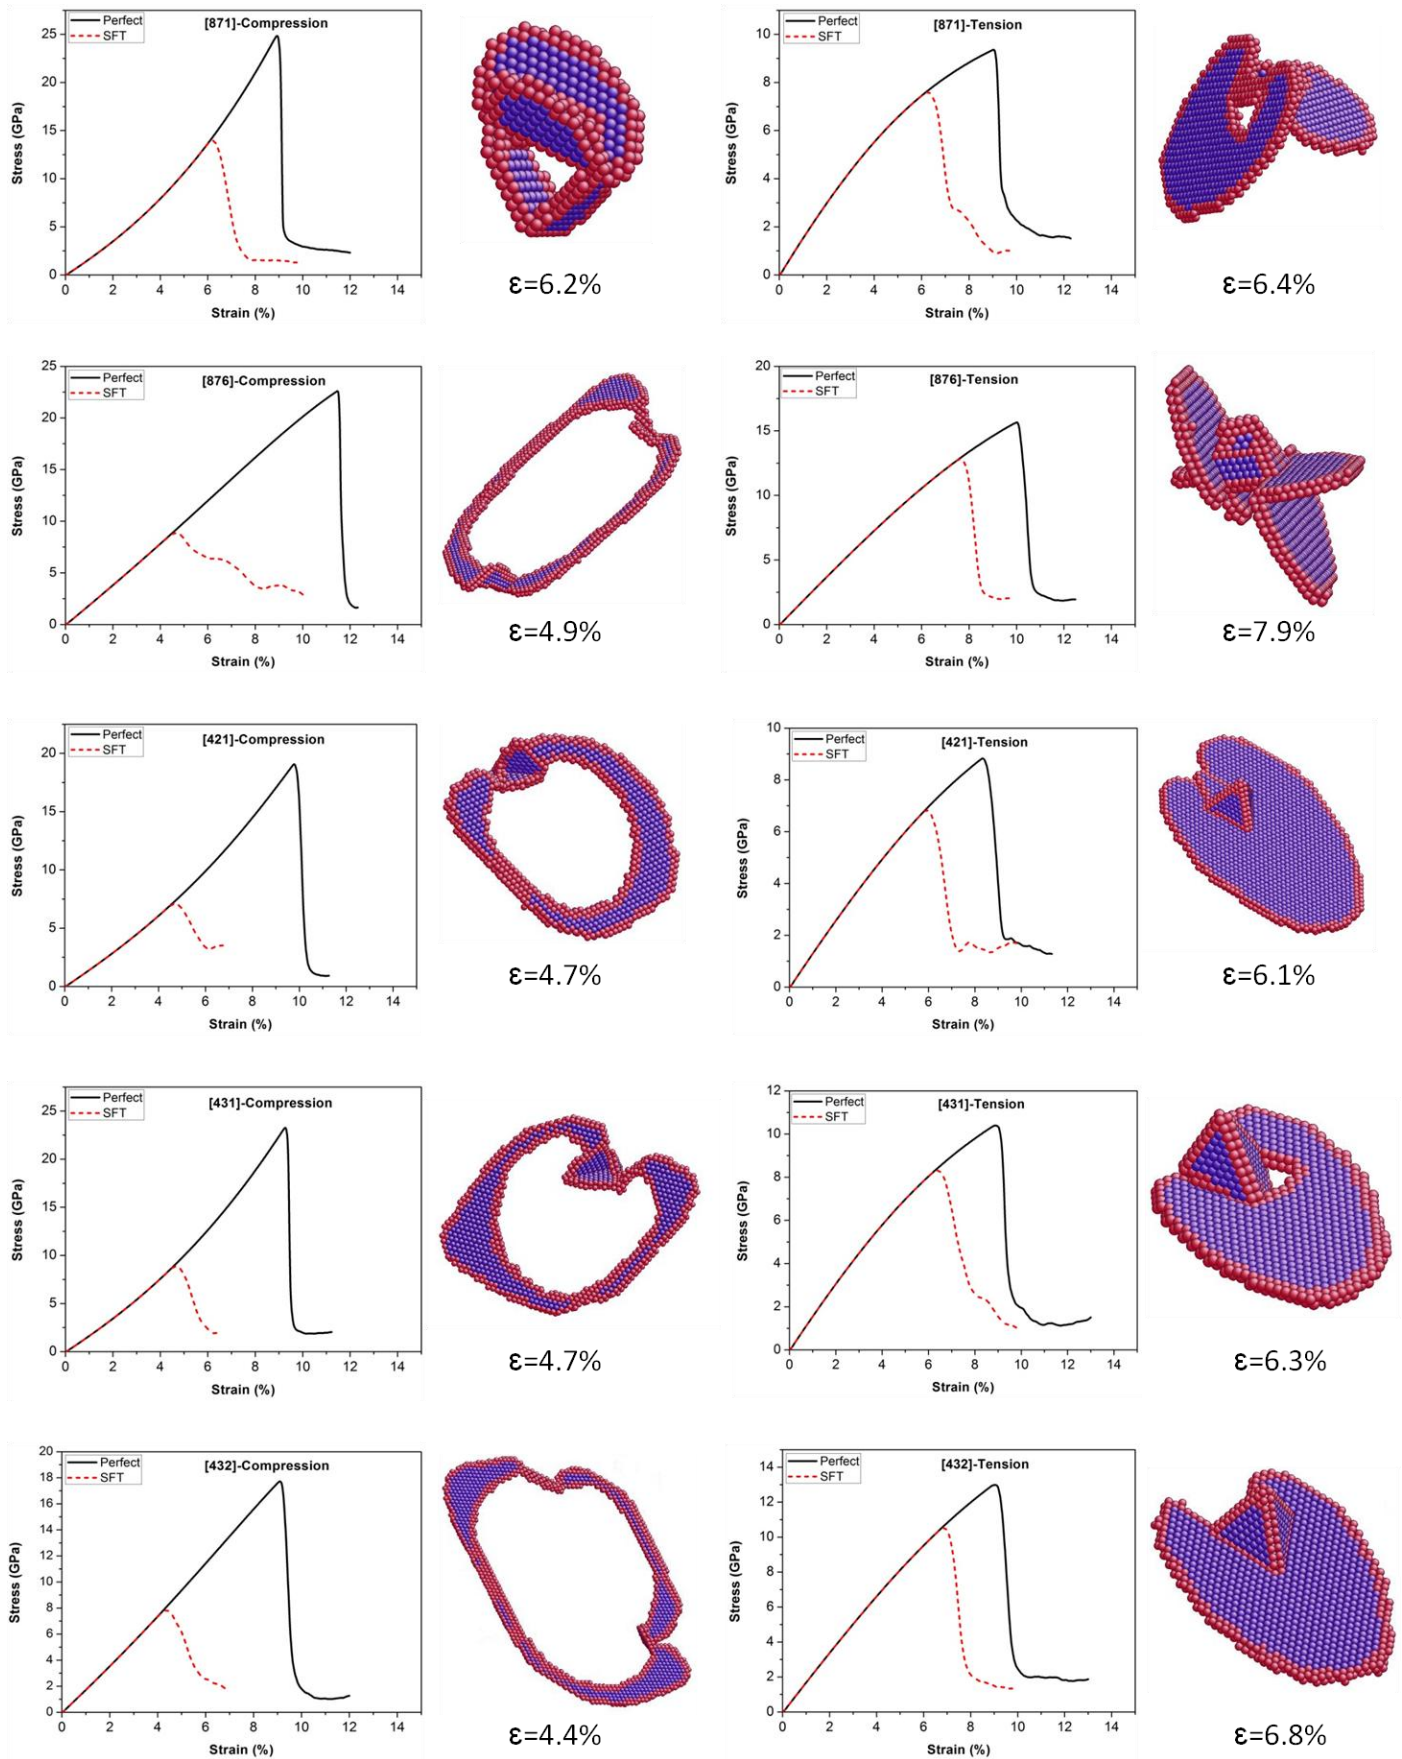 [871]-Compression
Perfect
SFT
Stress (GPa)
25
20
15
10
5
0
0 2 4 6 8 10 12 14
Strain (%)
ε=6.2%
[871]-Tension
Perfect
SFT
Stress (GPa)
10
8
6
4
2
0
0 2 4 6 8 10 12 14
Strain (%)
ε=6.4%
[876]-Compression
Perfect
SFT
Stress (GPa)
25
20
15
10
5
0
0 2 4 6 8 10 12 14
Strain (%)
ε=4.9%
[876]-Tension
Perfect
SFT
Stress (GPa)
20
15
10
5
0
0 2 4 6 8 10 12 14
Strain (%)
ε=7.9%
[421]-Compression
Perfect
SFT
Stress (GPa)
20
15
10
5
0
0 2 4 6 8 10 12 14
Strain (%)
ε=4.7%
[421]-Tension
Perfect
SFT
Stress (GPa)
10
8
6
4
2
0
0 2 4 6 8 10 12 14
Strain (%)
ε=6.1%
[431]-Compression
Perfect
SFT
Stress (GPa)
25
20
15
10
5
0
0 2 4 6 8 10 12 14
Strain (%)
ε=4.7%
[431]-Tension
Perfect
SFT
Stress (GPa)
12
10
8
6
4
2
0
0 2 4 6 8 10 12 14
Strain (%)
ε=6.3%
[432]-Compression
Perfect
SFT
Stress (GPa)
20
18
16
14
12
10
8
6
4
2
0
0 2 4 6 8 10 12 14
Strain (%)
ε=4.4%
[432]-Tension
Perfect
SFT
Stress (GPa)
14
12
10
8
6
4
2
0
0 2 4 6 8 10 12 14
Strain (%)
ε=6.8%